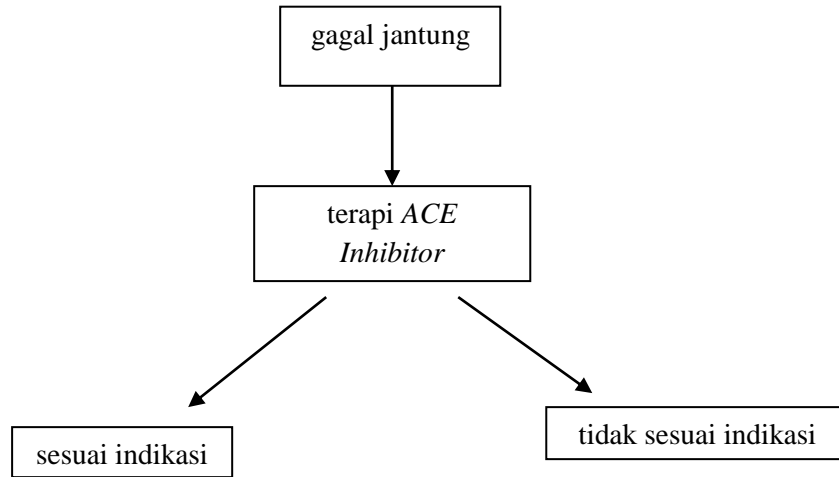 gagal jantung
terapi ACE
Inhibitor
sesuai indikasi
tidak sesuai indikasi